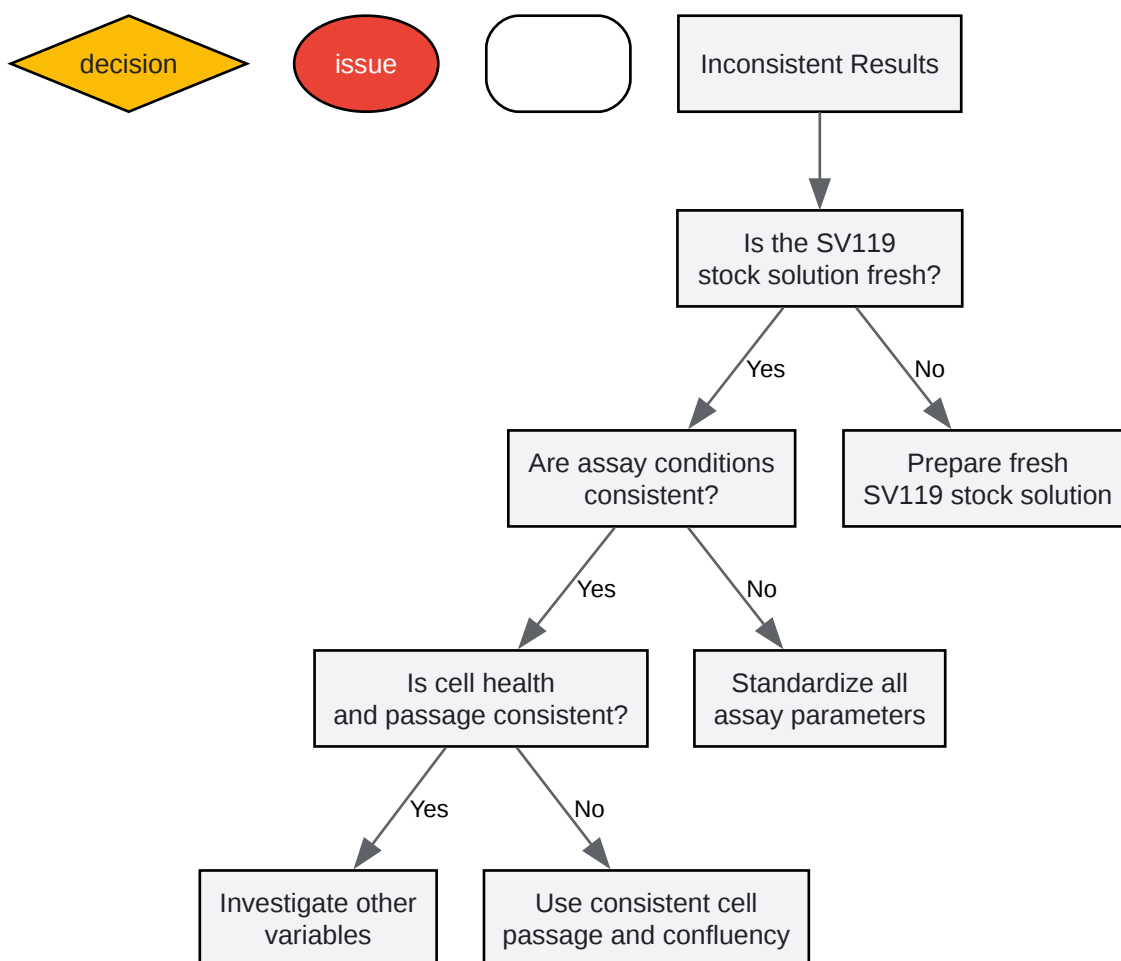 decision
issue
Inconsistent Results
Is the SV119
stock solution fresh?
Yes
No
Are assay conditions
consistent?
Prepare fresh
SV119 stock solution
Yes
No
Is cell health
and passage consistent?
Standardize all
assay parameters
Yes
No
Investigate other
variables
Use consistent cell
passage and confluency